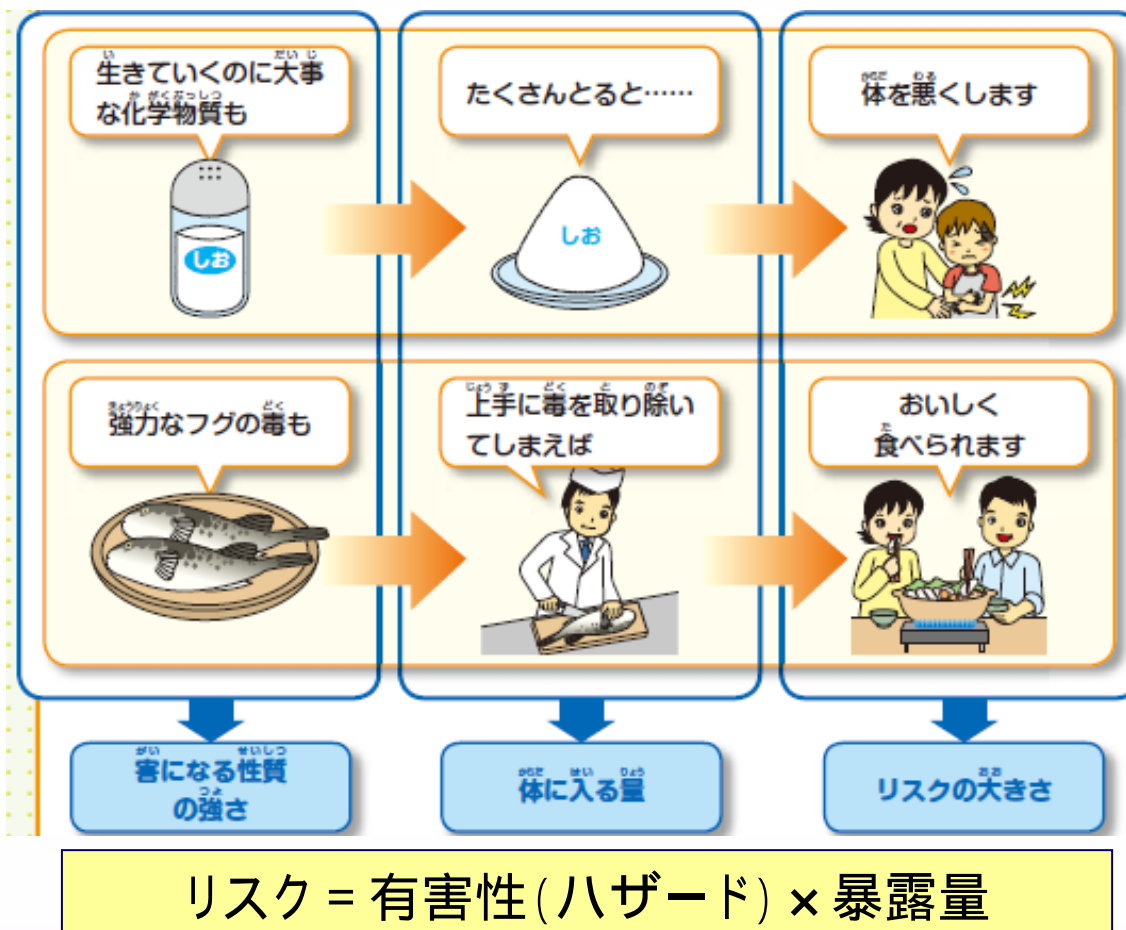 生きていくのに大事
な化学物質も
たくさんとると……
体を悪くします
しお
しお
強力なフグの毒も
上手に毒を取り除い
てしまえば
おいしく
食べられます
害になる性質
の強さ
体に入る量
リスクの大きさ
リスク = 有害性(ハザード) × 暴露量